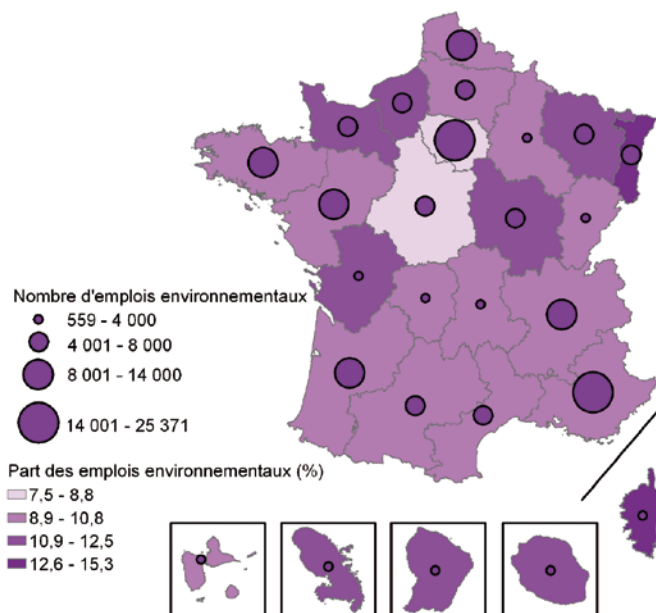 Nombre d'emplois environnementaux
559 - 4 000
4 001 - 8 000
8 001 - 14 000
14 001 - 25 371
Part des emplois environnementaux (%)
7,5 - 8,8
8,9 - 10,8
10,9 - 12,5
12,6 - 15,3